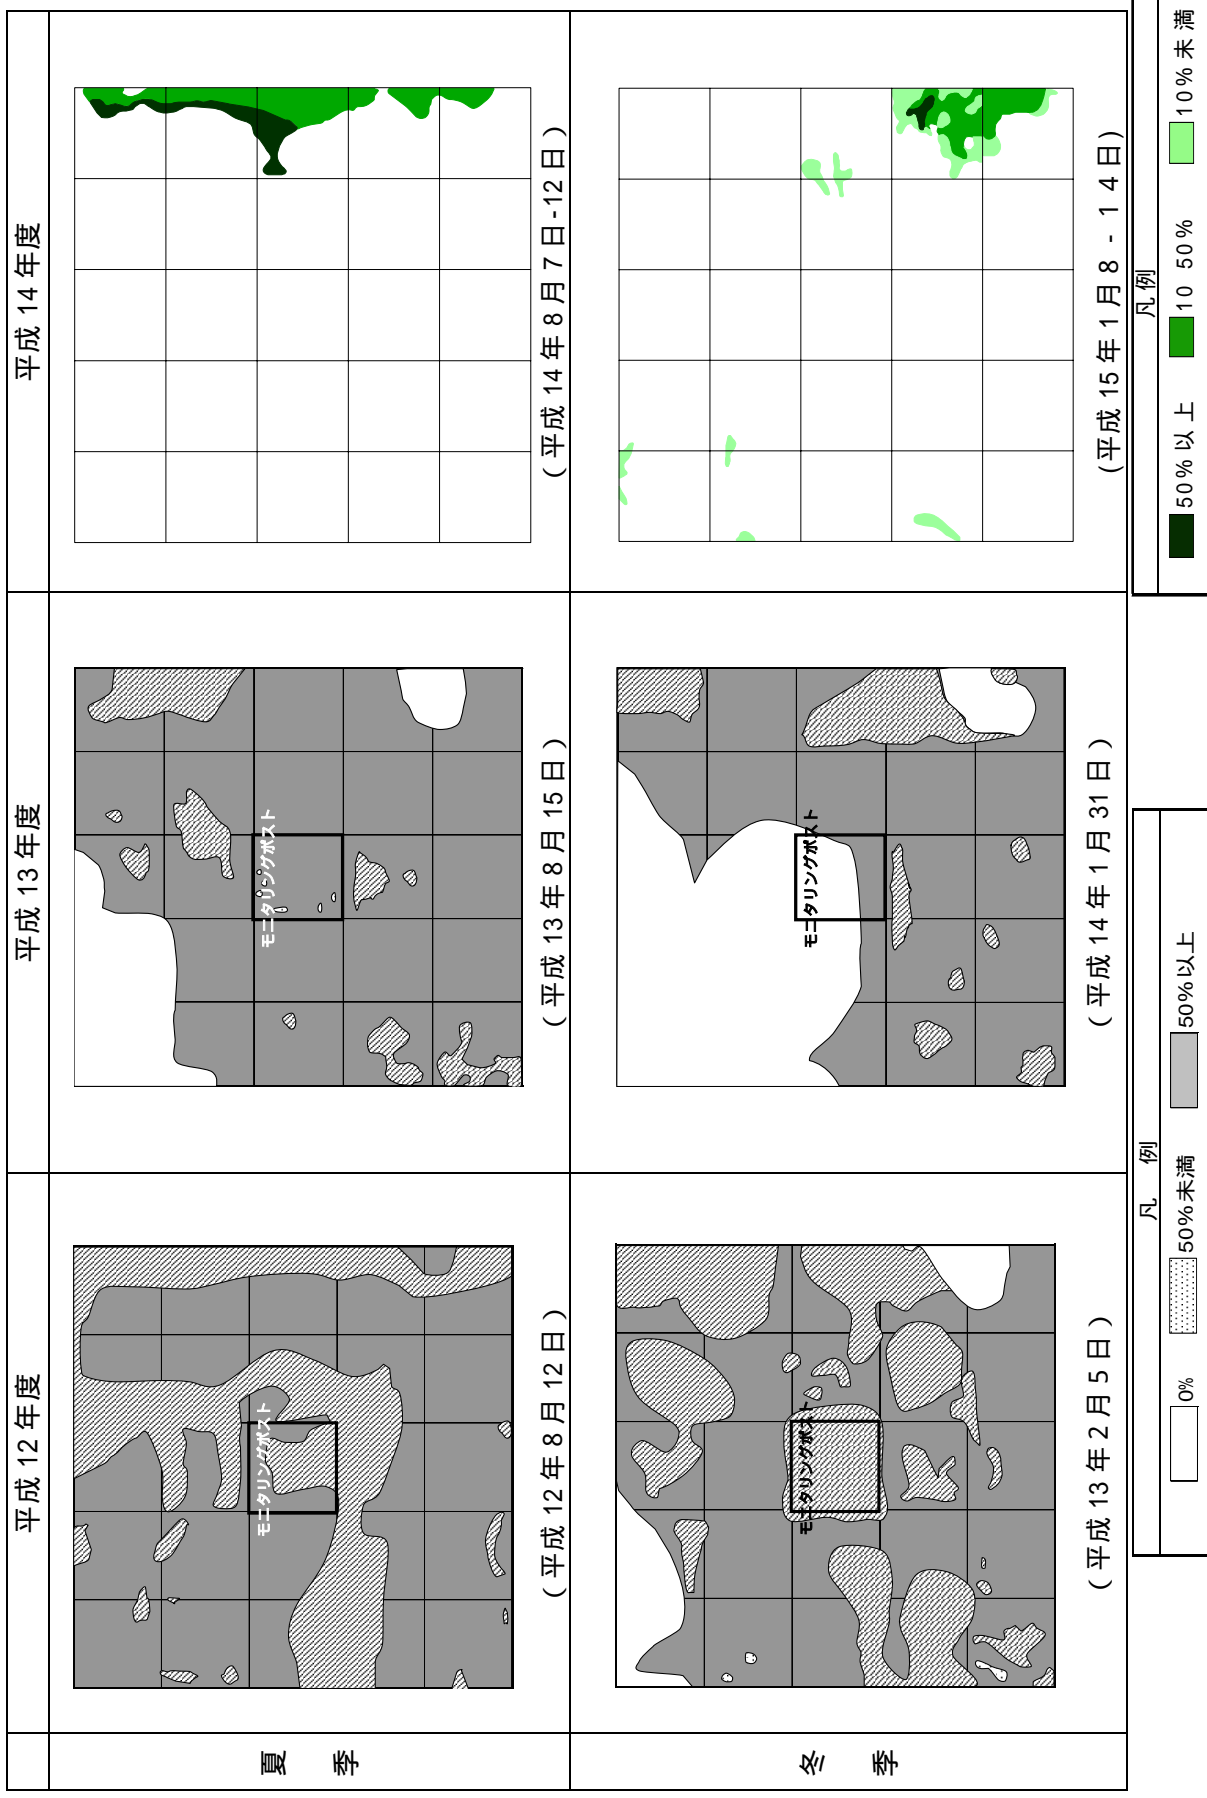 平成 12 年度
平成 13 年度
平成 14 年度
夏 季
モニタリングポスト
モニタリングポスト
( 平成 12 年 8 月 12 日 )
( 平成 13 年 8 月 15 日 )
( 平成 14 年 8 月 7 日-12 日 )
冬 季
モニタリングポスト
モニタリングポスト
( 平成 13 年 2 月 5 日 )
( 平成 14 年 1 月 31 日 )
(平成 15 年 1 月 8 - 1 4 日)
凡 例
0% 50%未満 50%以上
凡 例
50%以上 10 50% 10%未満